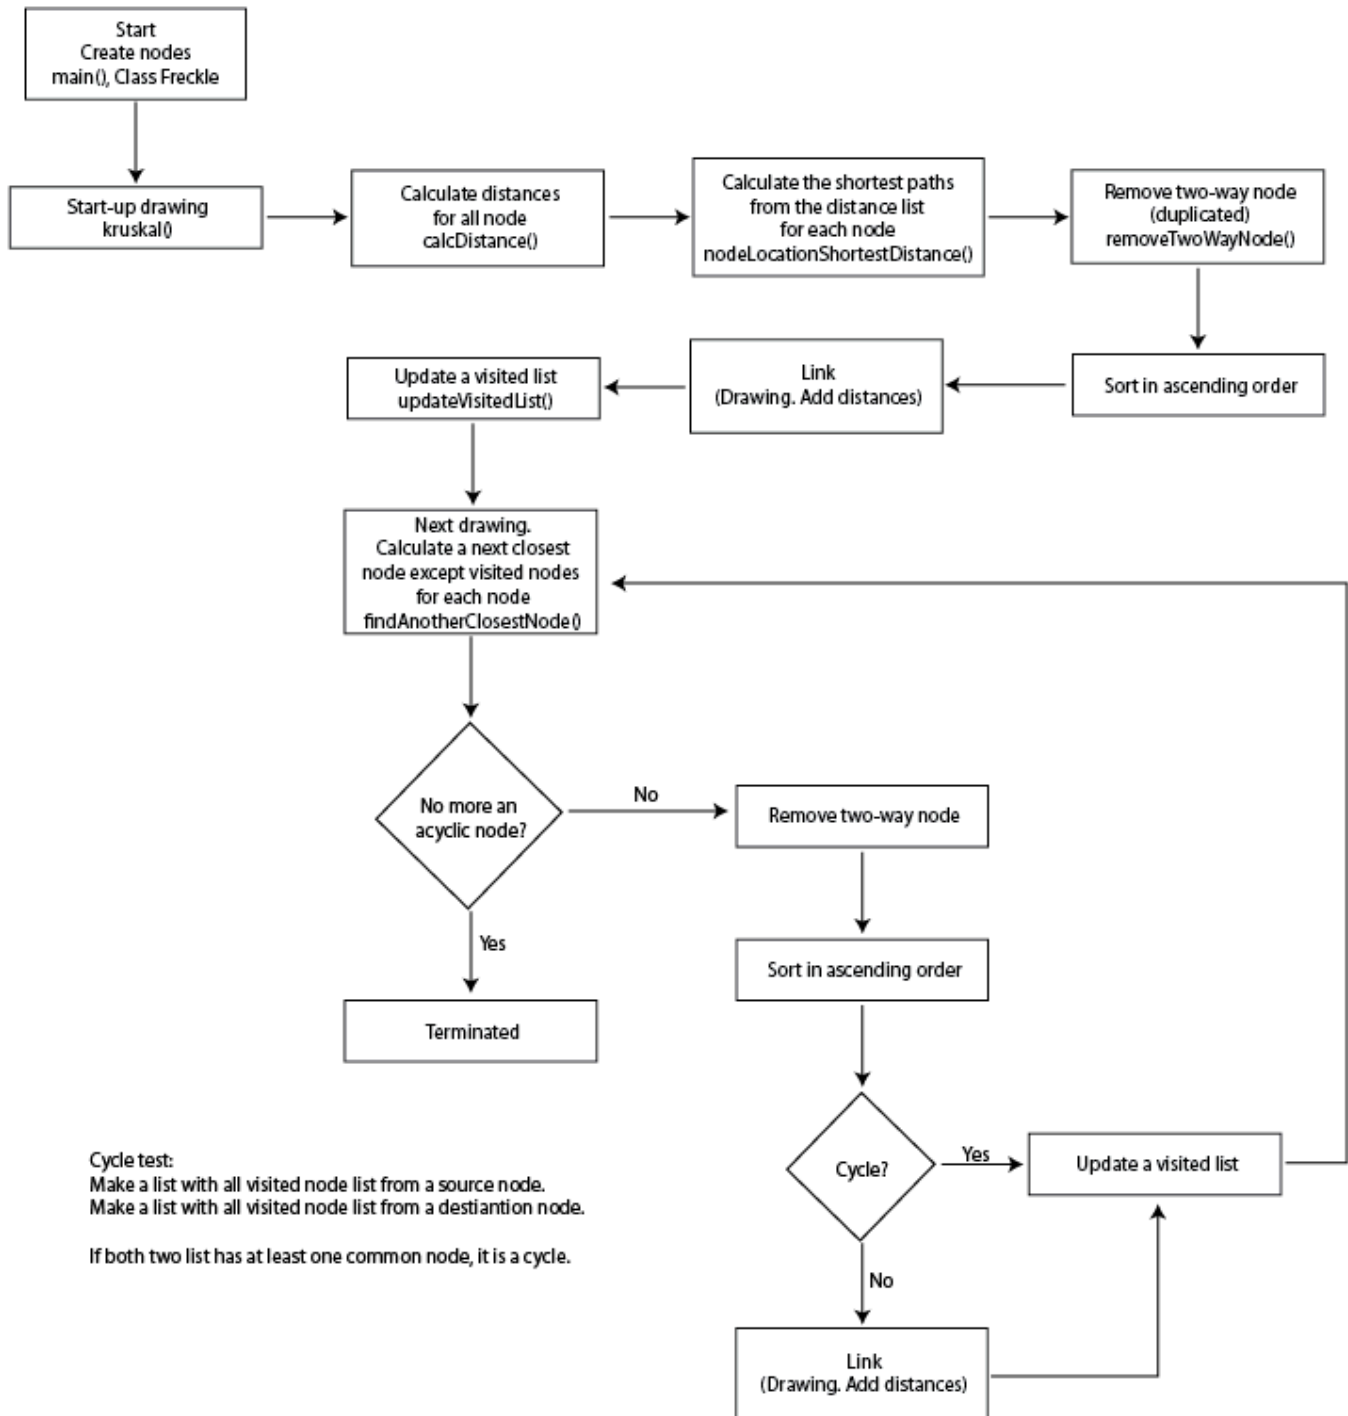 Start
Create nodes
main(), Class Freckle
Start-up drawing
kruskal()
Calculate distances
for all node
calcDistance()
Calculate the shortest paths
from the distance list
for each node
nodeLocationShortestDistance()
Remove two-way node
(duplicated)
removeTwoWayNode()
Sort in ascending order
Link
(Drawing. Add distances)
Update a visited list
updateVisitedList()
Next drawing.
Calculate a next closest
node except visited nodes
for each node
findAnotherClosestNode()
No more an
acyclic node?
No
Remove two-way node
Yes
Terminated
Sort in ascending order
Cycle?
Yes
Update a visited list
No
Link
(Drawing. Add distances)
Cycle test:
Make a list with all visited node list from a source node.
Make a list with all visited node list from a destiantion node.
If both two list has at least one common node, it is a cycle.